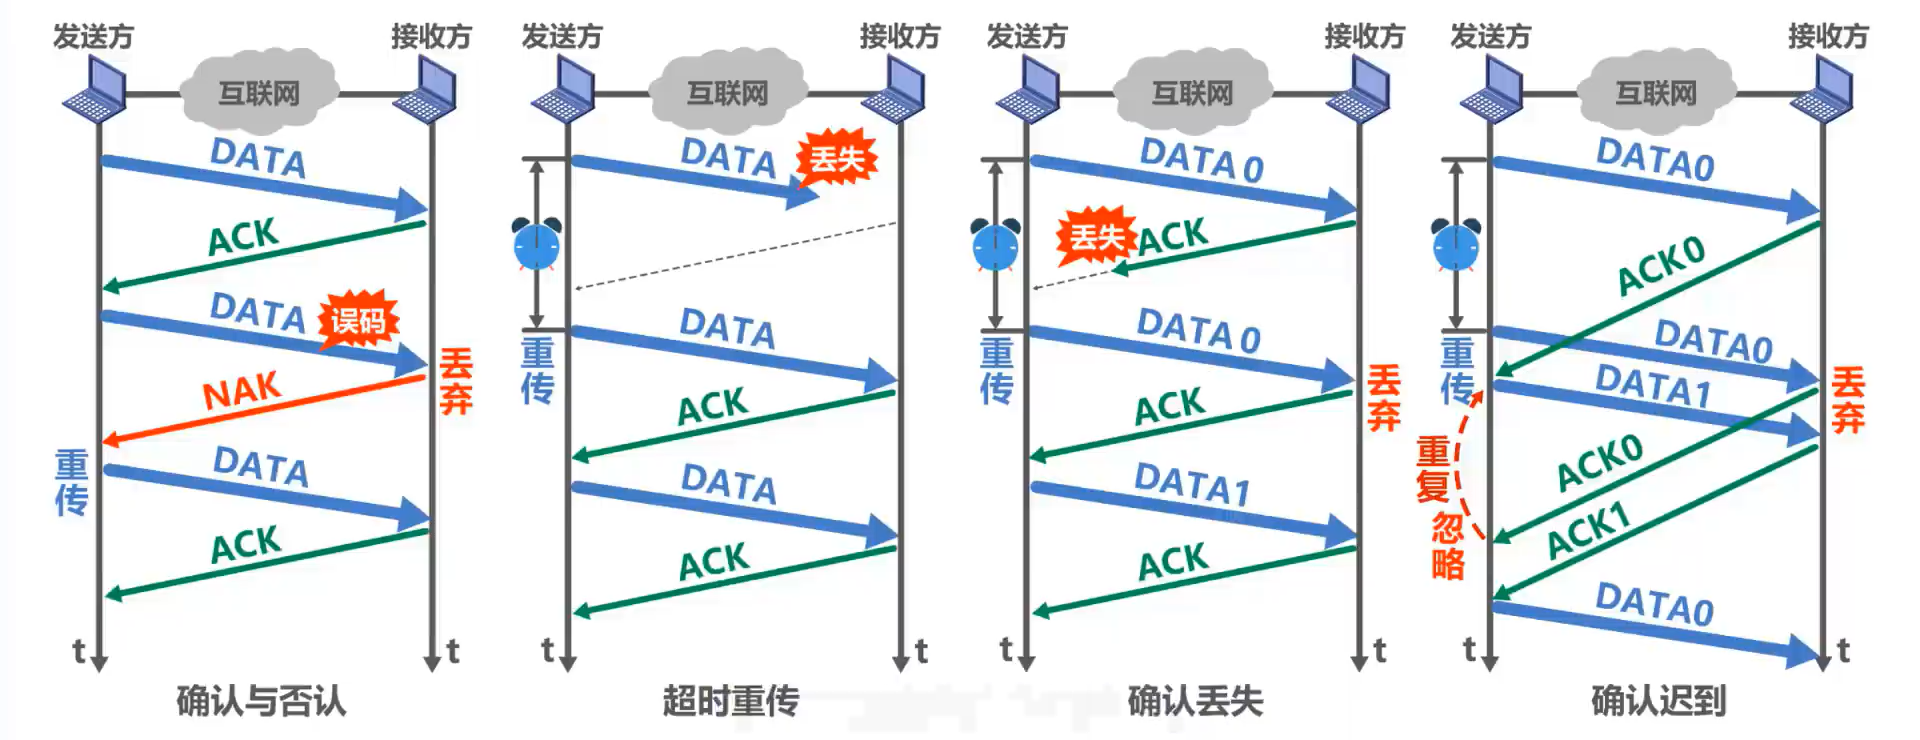 发送方
接收方
互联网
DATA
ACK
DATA
误码
丢弃
NAK
重传
DATA
ACK
t
t
确认与否认
发送方
接收方
互联网
DATA
丢失
重传
DATA
ACK
DATA
ACK
t
t
超时重传
发送方
接收方
互联网
DATA 0
丢失
ACK
重传
DATA 0
丢弃
ACK
DATA1
ACK
t
t
确认丢失
发送方
接收方
互联网
DATA0
ACK0
重传
DATA0
DATA1
丢弃
重复
忽略
ACK0
ACK1
DATA0
t
t
确认迟到